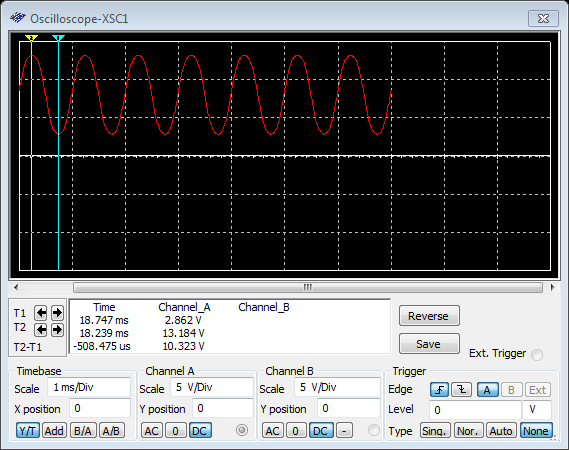 Oscilloscope-XSC1
2 1
T1
T2
T2-T1
Time Channel_A Channel_B
18.747 ms 2.862 V
18.239 ms 13.184 V
-508.475 us 10.323 V
Reverse
Save
Ext. Trigger
Timebase
Scale 1 ms/Div
X position 0
Y/T Add B/A A/B
Channel A
Scale 5 V/Div
Y position 0
AC 0 DC
Channel B
Scale 5 V/Div
Y position 0
AC 0 DC -
Trigger
Edge A B Ext
Level 0 V
Type Sing. Nor. Auto None